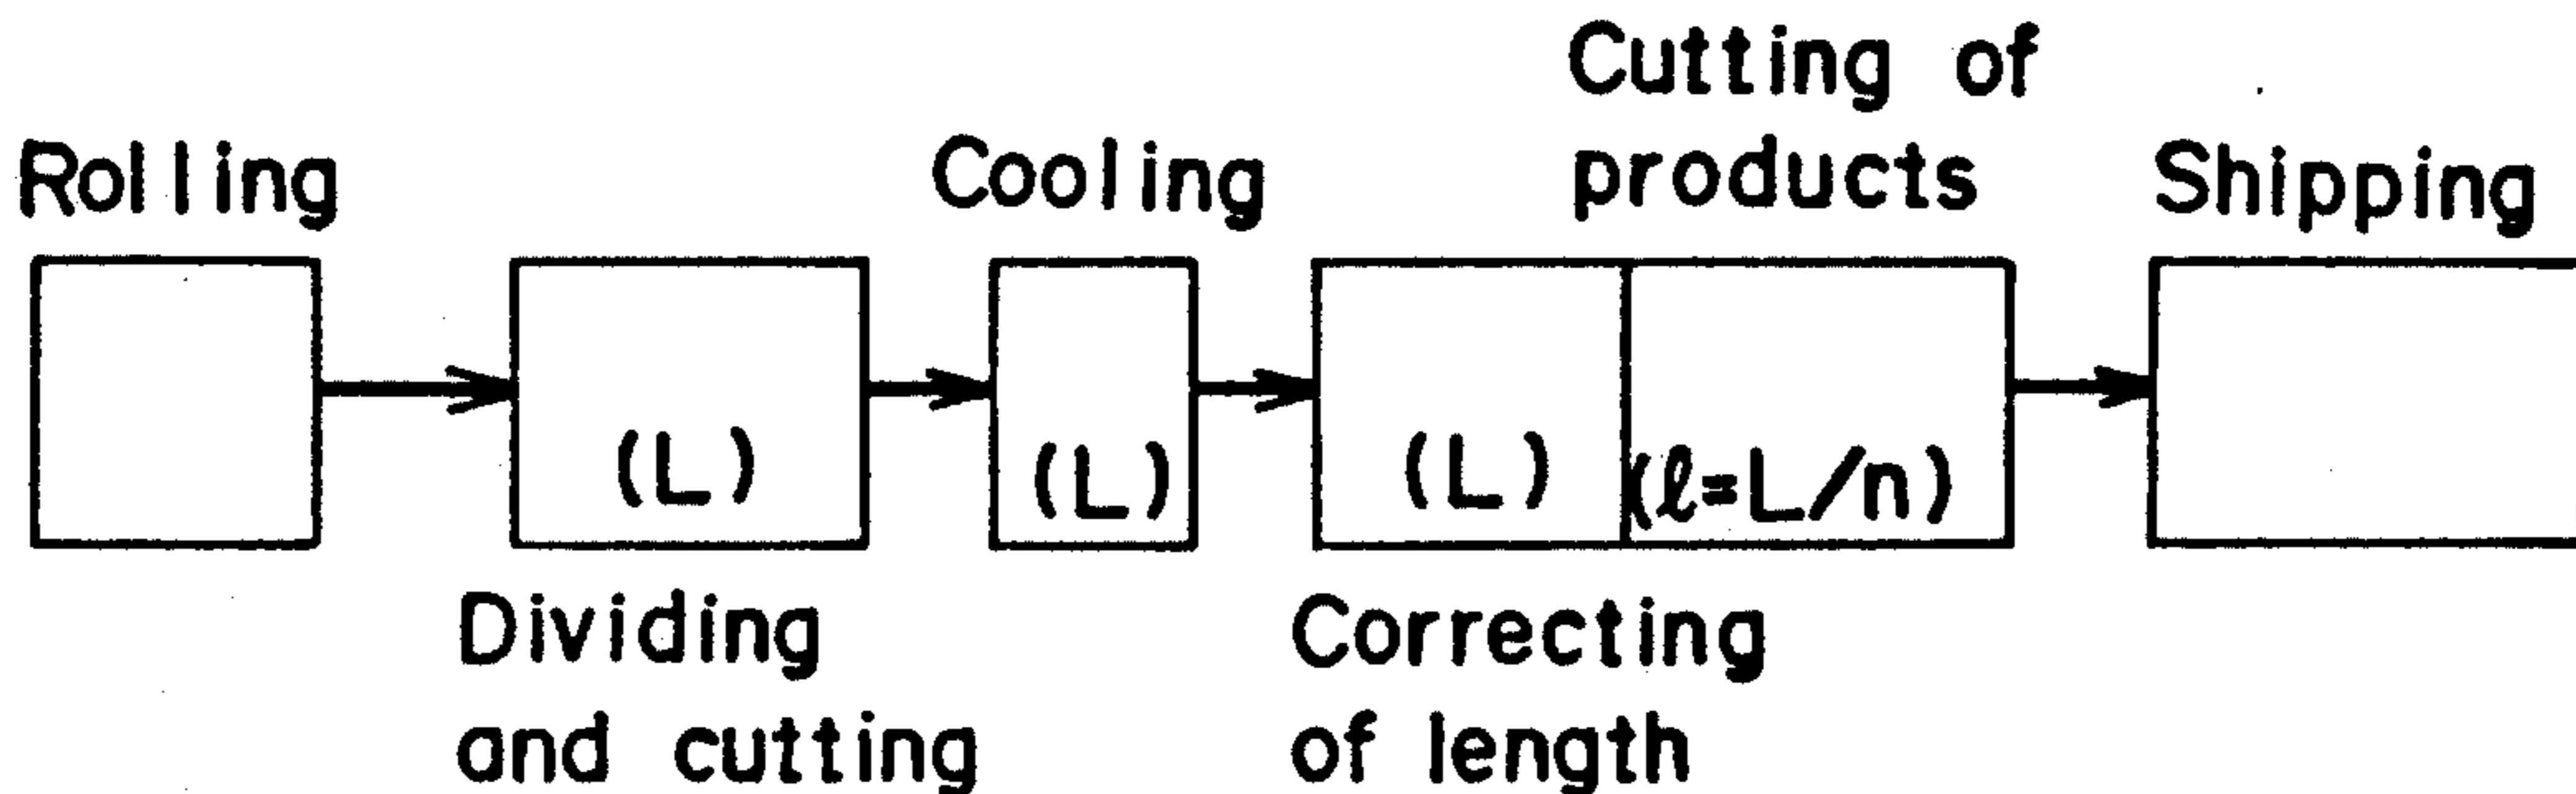 Rolling
Dividing
and cutting
(L)
Cooling
(L)
Correcting
of length
(L)
Cutting of
products
(ℓ=L/n)
Shipping